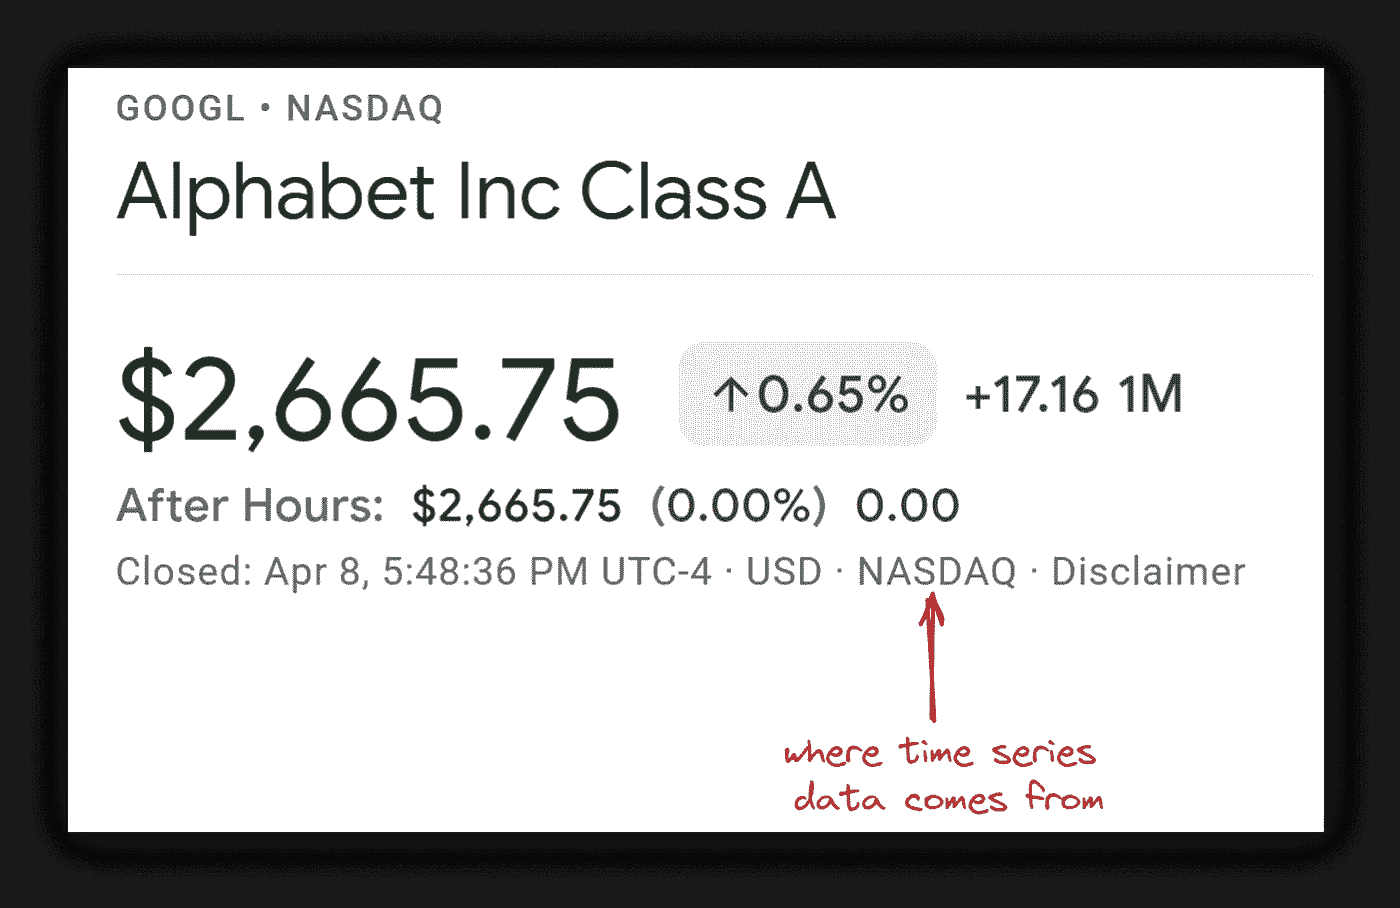 GOOGL • NASDAQ
Alphabet Inc Class A
$2,665.75 ↑0.65% +17.16 1M
After Hours: $2,665.75 (0.00%) 0.00
Closed: Apr 8, 5:48:36 PM UTC-4 · USD · NASDAQ · Disclaimer
where time series
data comes from